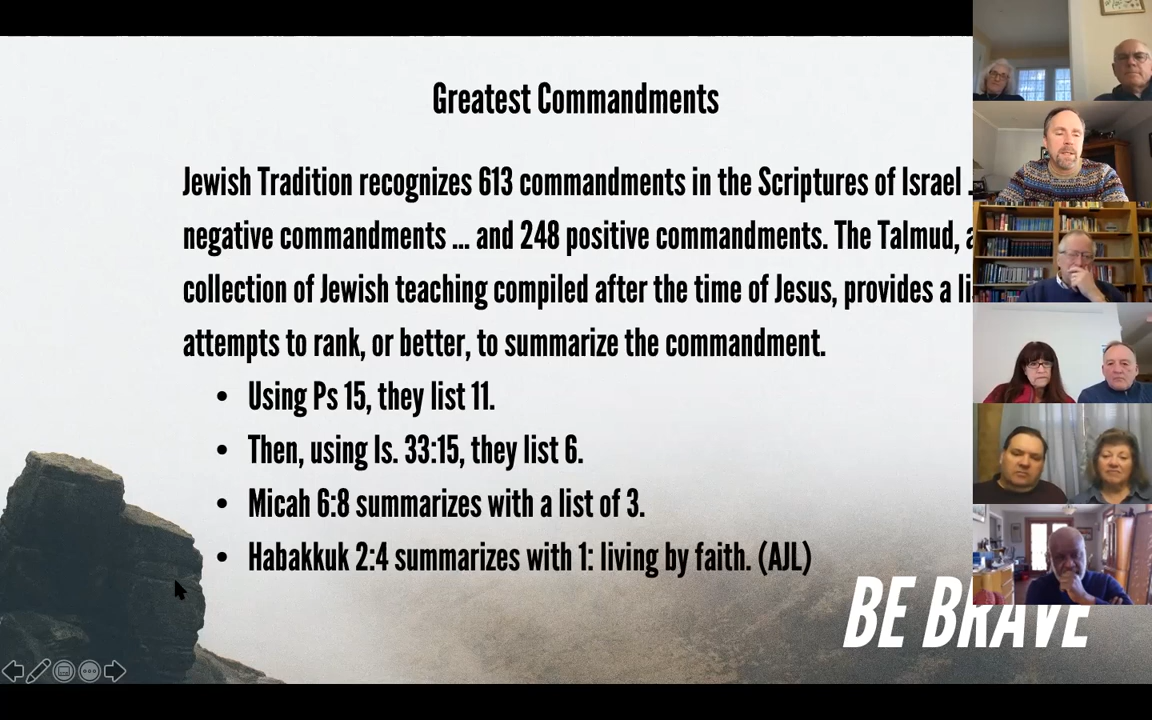 Greatest Commandments
Jewish Tradition recognizes 613 commandments in the Scriptures of Israel
negative commandments ... and 248 positive commandments. The Talmud, a
collection of Jewish teaching compiled after the time of Jesus, provides a
attempts to rank, or better, to summarize the commandment.
• Using Ps 15, they list 11.
• Then, using Is. 33:15, they list 6.
• Micah 6:8 summarizes with a list of 3.
• Habakkuk 2:4 summarizes with 1: living by faith. (AJL)
BE BRAVE